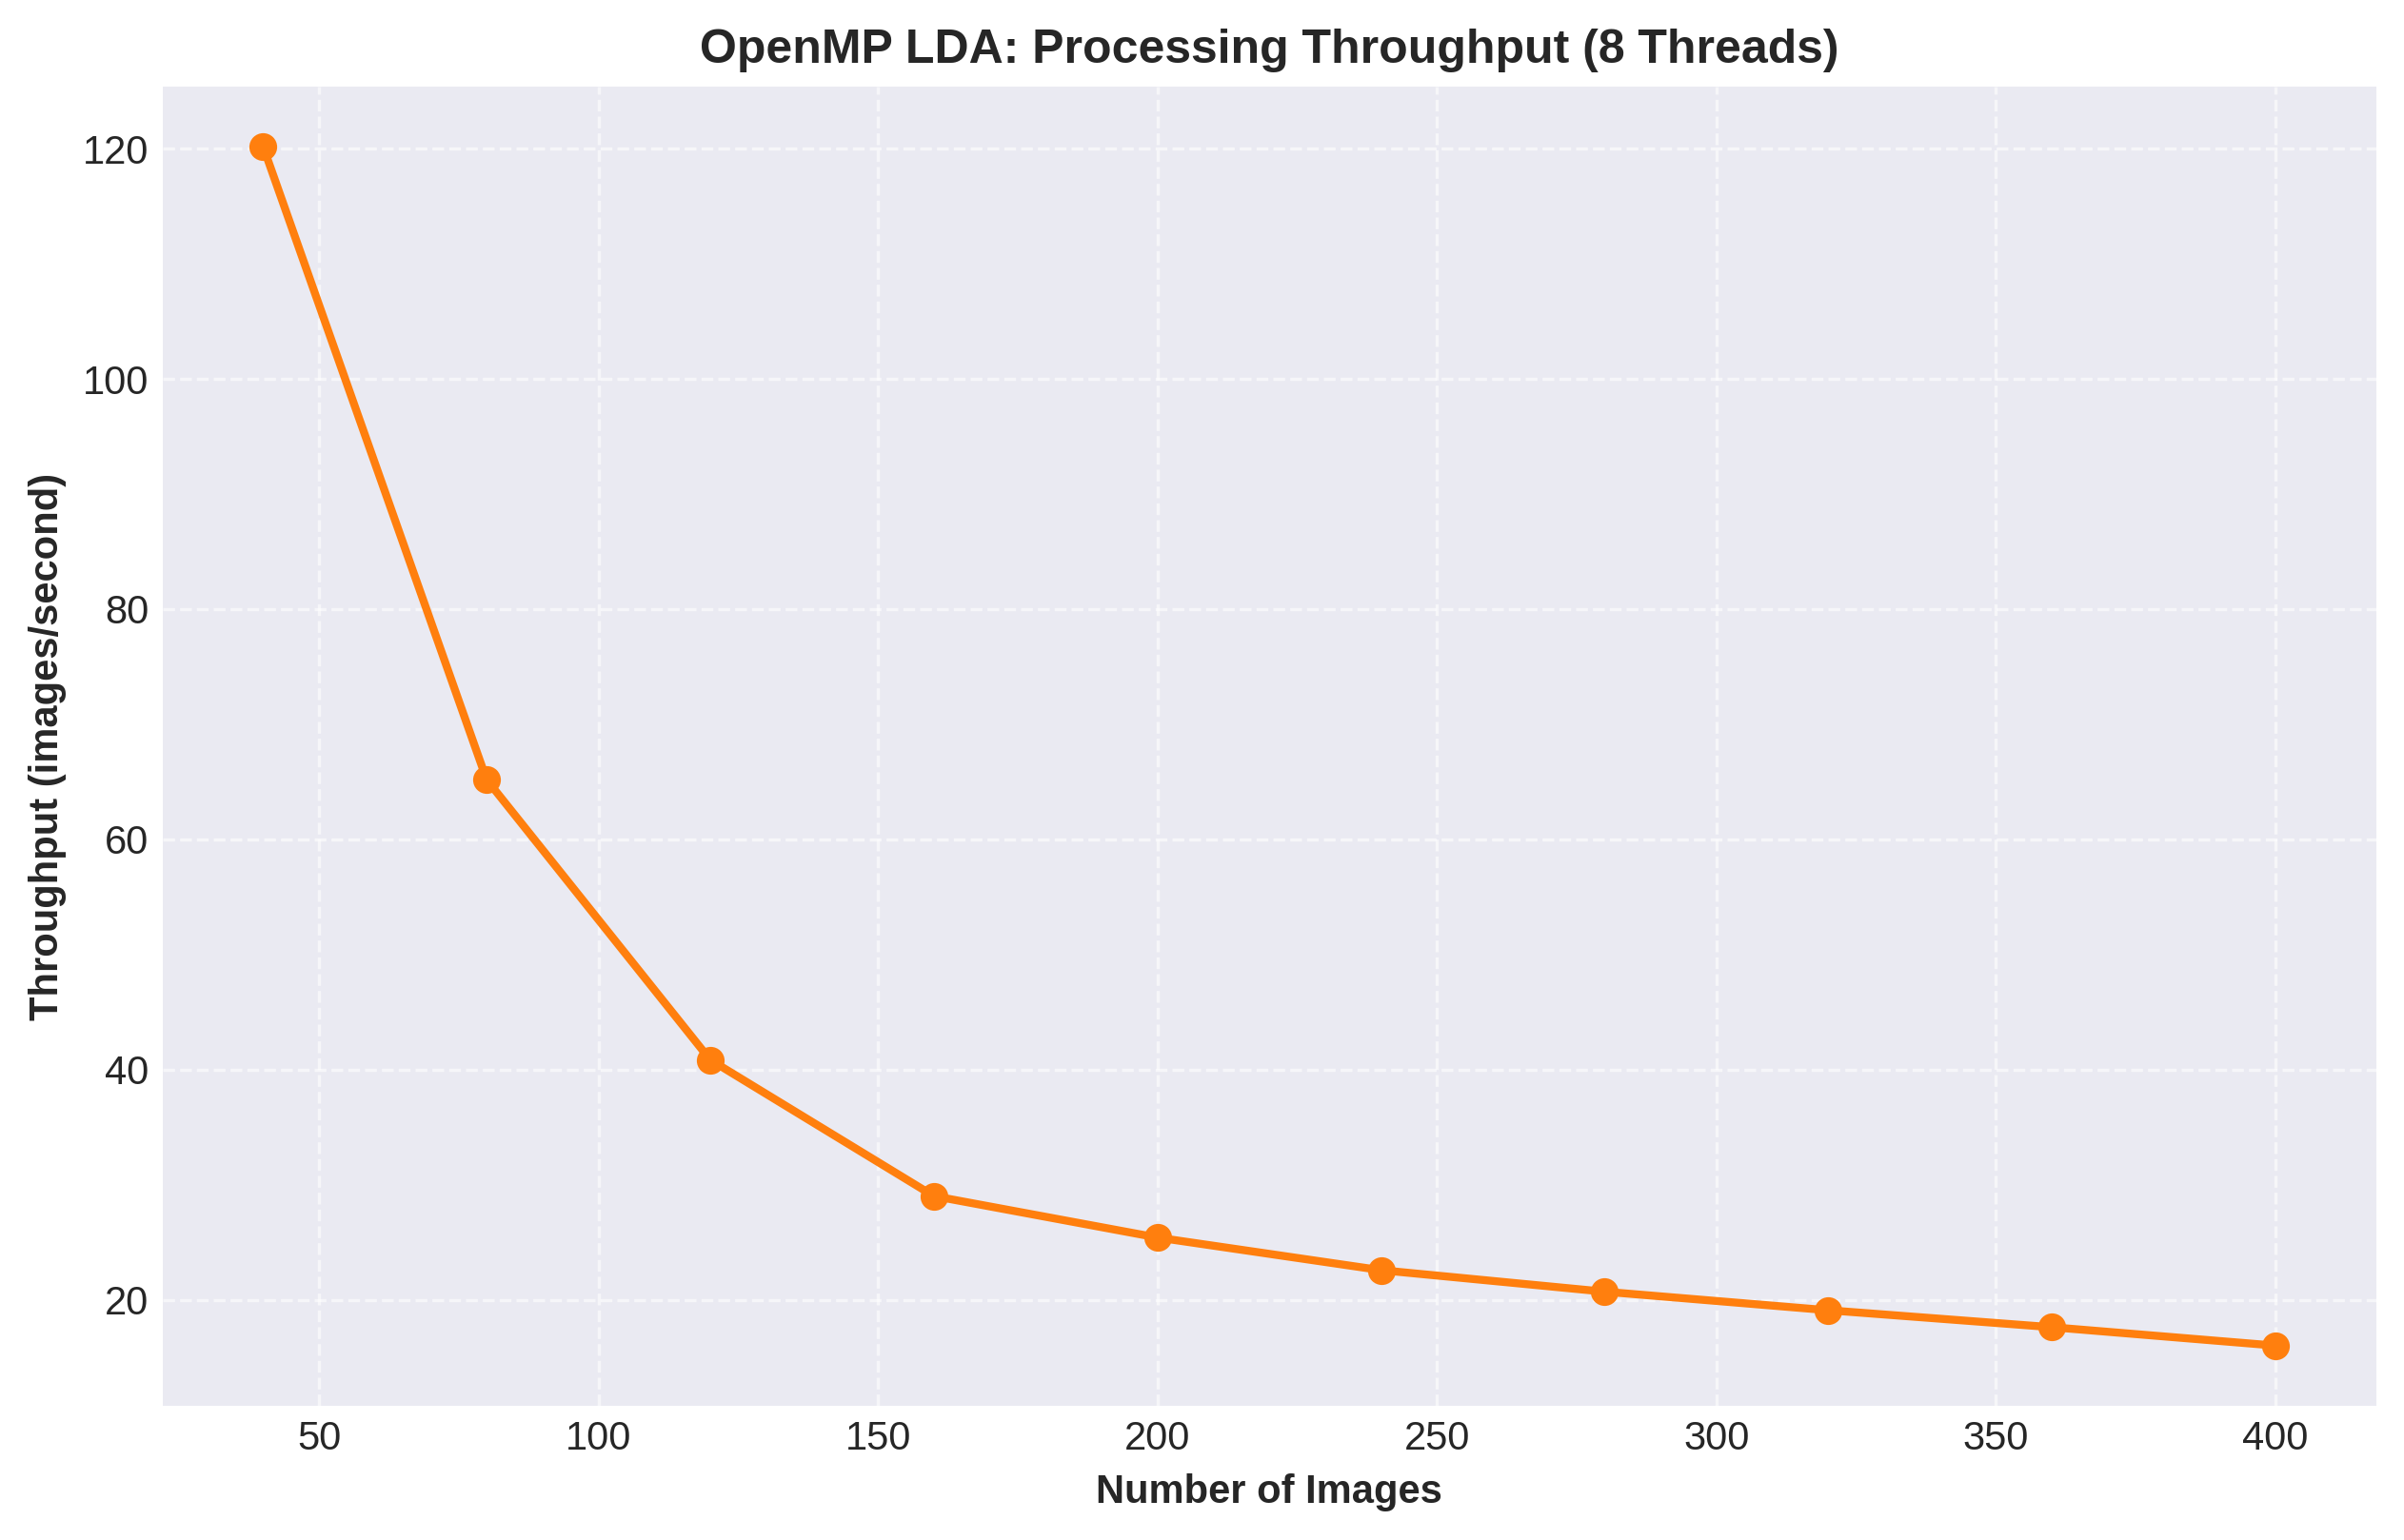 OpenMP LDA: Processing Throughput (8 Threads)
Throughput (images/second)
120
100
80
60
40
20
50 100 150 200 250 300 350 400
Number of Images